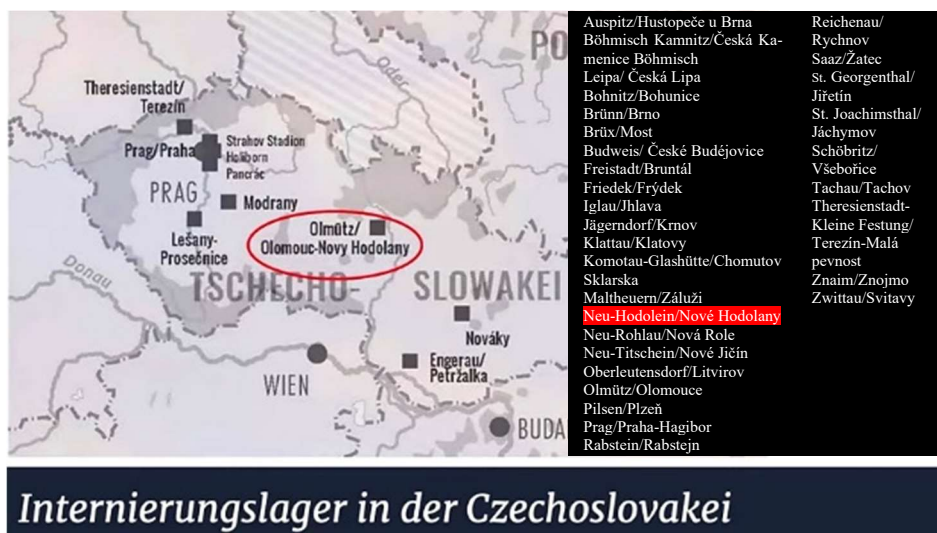 PO
Oder
Theresienstadt/
Terezín
Prag/Praha
Strahov Stadion
Holiborn
Pancrác
PRAG
Modrany
Olmütz/
Olomouc-Novy Hodolany
Lešany-
Prosečnice
Donau
TSCHECHO-
SLOWAKEI
Nováky
Engerau/
Petržalka
WIEN
BUDA
Auspitz/Hustopeče u Brna
Böhmisch Kamnitz/Česká Ka-
menice Böhmisch
Leipa/ Česká Lipa
Bohnitz/Bohunice
Brünn/Brno
Brüx/Most
Budweis/ České Budéjovice
Freistadt/Bruntál
Friedek/Frýdek
Iglau/Jhlava
Jägerndorf/Krnov
Klattau/Klatovy
Komotau-Glashütte/Chomutov
Sklarska
Maltheuern/Záluži
Neu-Hodolein/Nové Hodolany
Neu-Rohlau/Nová Role
Neu-Titschein/Nové Jičín
Oberleutensdorf/Litvirov
Olmütz/Olomouce
Pilsen/Plzeň
Prag/Praha-Hagibor
Rabstein/Rabstejn
Reichenau/
Rychnov
Saaz/Žatec
St. Georgenthal/
Jiřetín
St. Joachimsthal/
Jáchymov
Schöbritz/
Všebořice
Tachau/Tachov
Theresienstadt-
Kleine Festung/
Terezín-Malá
pevnost
Znaim/Znojmo
Zwittau/Svitavy
Internierungslager in der Czechoslovakei